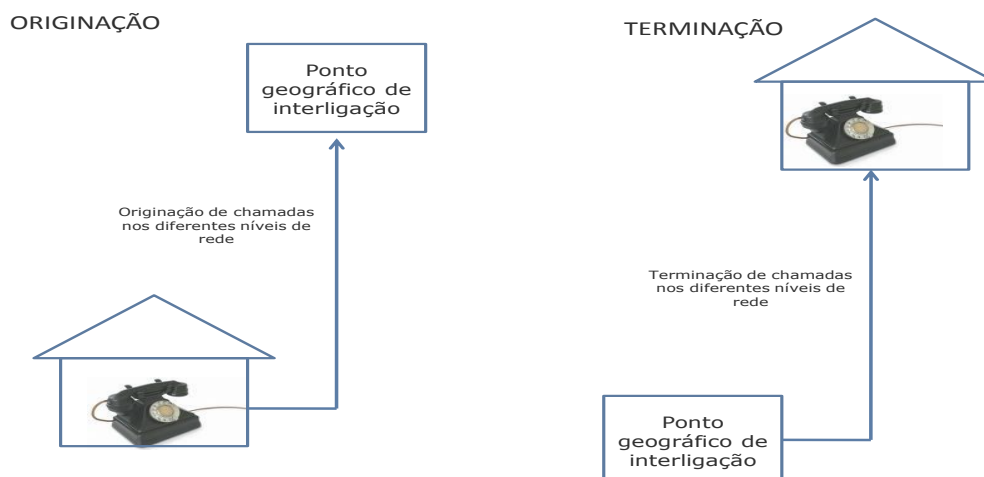 ORIGINAÇÃO
Ponto
geográfico de
interligação
Originação de chamadas
nos diferentes níveis de
rede
TERMINAÇÃO
Terminação de chamadas
nos diferentes níveis de
rede
Ponto
geográfico de
interligação